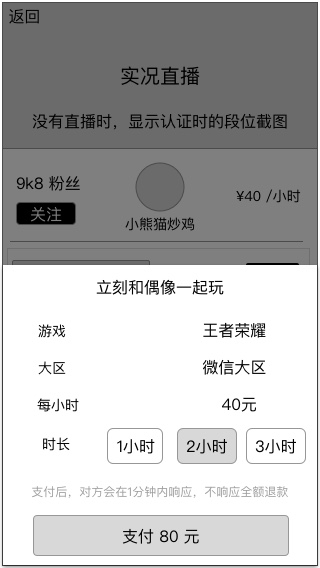 返回
实况直播
没有直播时，显示认证时的段位截图
9k8 粉丝
¥40 /小时
关注
小熊猫炒鸡
立刻和偶像一起玩
游戏 王者荣耀
大区 微信大区
每小时 40元
时长 1小时 2小时 3小时
支付后，对方会在1分钟内响应，不响应全额退款
支付 80 元